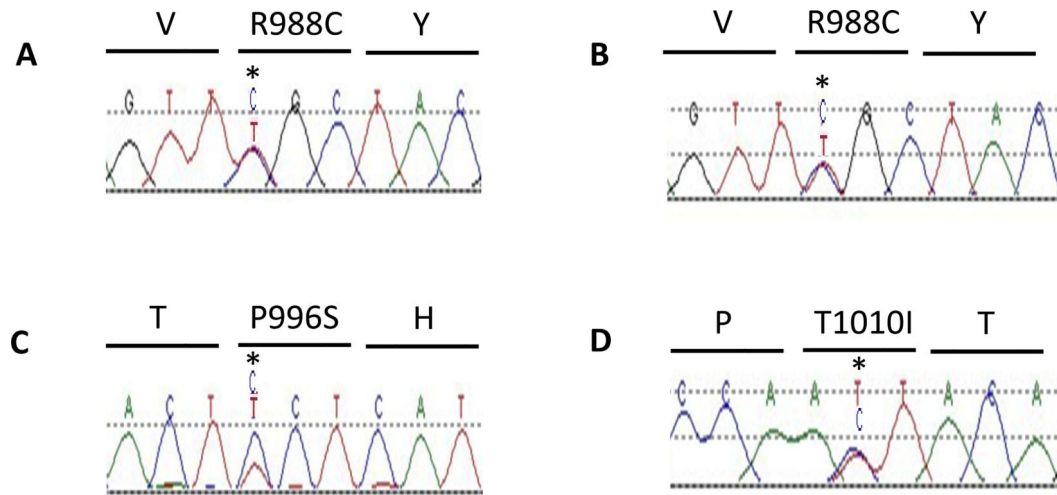 A
V R988C Y
*
G T T C G C T A C
T
B
V R988C Y
*
G T T C G C T A C
T
C
T P996S H
*
C
A C T T C T C A T
D
P T1010I T
*
C C A A T T A C A
C